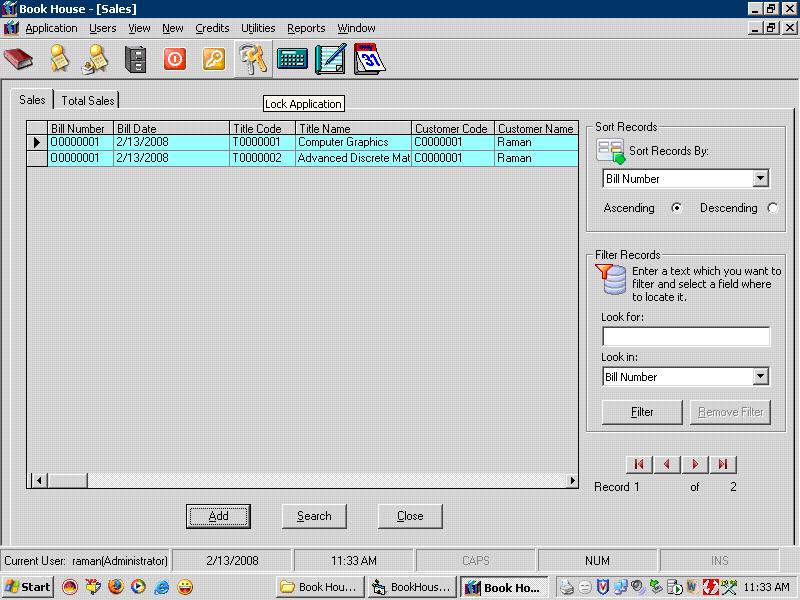 Book House - [Sales]
Application Users View New Credits Utilities Reports Window
31
Sales Total Sales
Lock Application
Bill Number Bill Date Title Code Title Name Customer Code Customer Name
O0000001 2/13/2008 T0000001 Computer Graphics C0000001 Raman
O0000001 2/13/2008 T0000002 Advanced Discrete Mat C0000001 Raman
Sort Records
Sort Records By:
Bill Number
Ascending Descending
Filter Records
Enter a text which you want to
filter and select a field where
to locate it.
Look for:
Look in:
Bill Number
Filter Remove Filter
Record 1 of 2
Add Search Close
Current User: raman(Administrator) 2/13/2008 11:33 AM CAPS NUM INS
Start Book Hou... BookHous... Book Ho... 11:33 AM